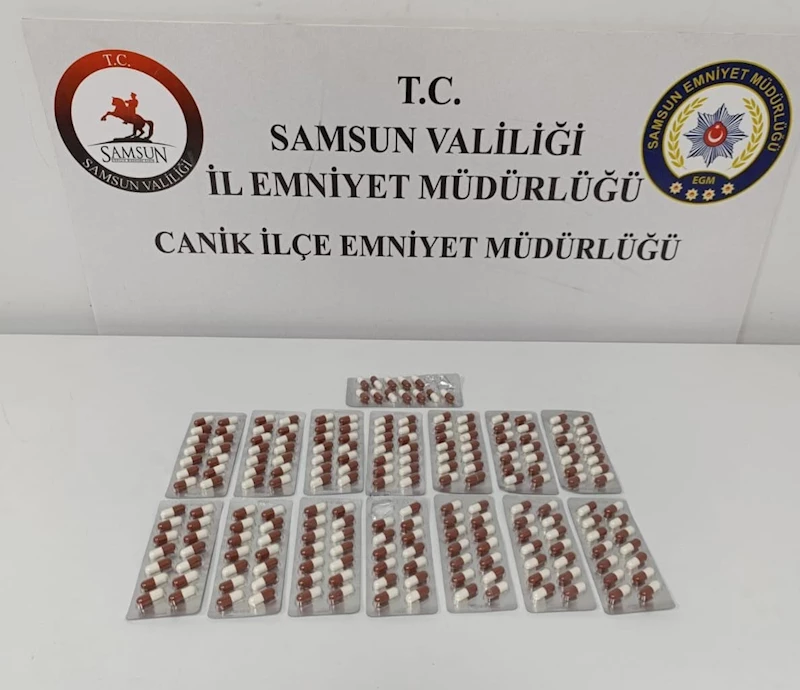 T.C.
SAMSUN
SAMSUN VALİLİĞİ
T.C.
SAMSUN VALİLİĞİ
İL EMNİYET MÜDÜRLÜĞÜ
CANİK İLÇE EMNİYET MÜDÜRLÜĞÜ
SAMSUN EMNİYET MÜDÜRLÜĞÜ
EGM